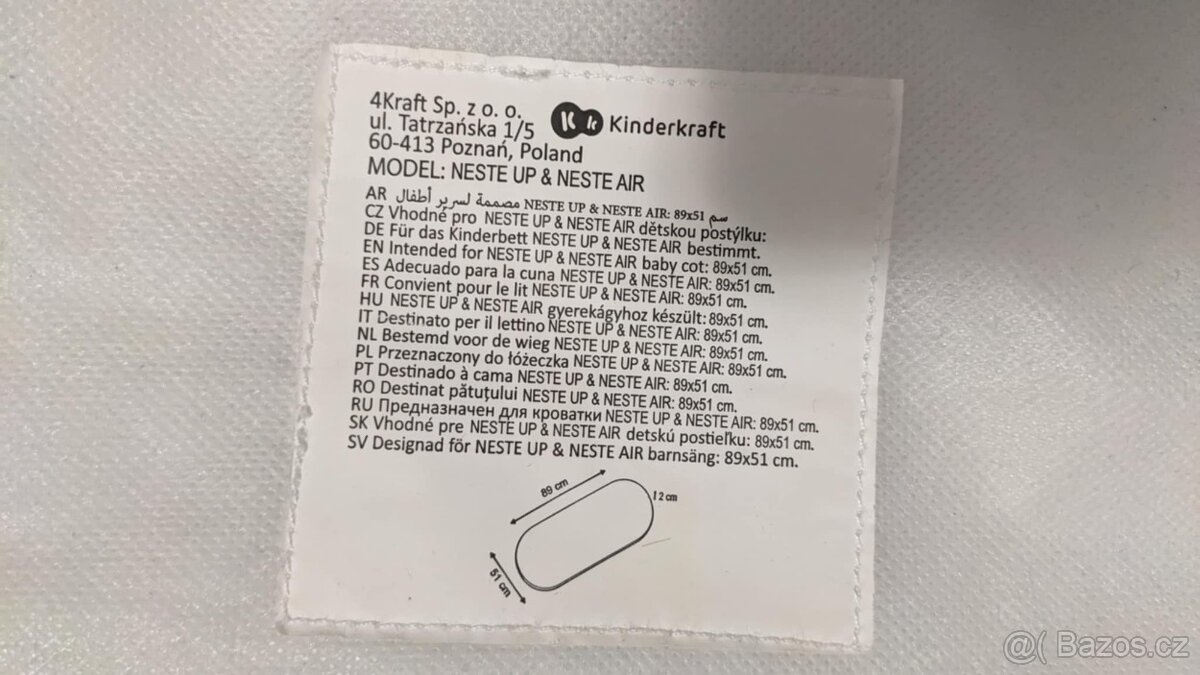 4Kraft Sp. z o. o.
ul. Tatrzańska 1/5
60-413 Poznań, Poland
Kinderkraft
MODEL: NESTE UP & NESTE AIR
AR سم NESTE UP & NESTE AIR: 89x51 مصممة لسرير أطفال
CZ Vhodné pro NESTE UP & NESTE AIR dětskou postýlku:
DE Für das Kinderbett NESTE UP & NESTE AIR bestimmt.
EN Intended for NESTE UP & NESTE AIR baby cot: 89x51 cm.
ES Adecuado para la cuna NESTE UP & NESTE AIR: 89x51 cm.
FR Convient pour le lit NESTE UP & NESTE AIR: 89x51 cm.
HU NESTE UP & NESTE AIR gyerekágyhoz készült: 89x51 cm.
IT Destinato per il lettino NESTE UP & NESTE AIR: 89x51 cm.
NL Bestemd voor de wieg NESTE UP & NESTE AIR: 89x51 cm.
PL Przeznaczony do łóżeczka NESTE UP & NESTE AIR: 89x51 cm.
PT Destinado à cama NESTE UP & NESTE AIR: 89x51 cm.
RO Destinat pătuțului NESTE UP & NESTE AIR: 89x51 cm.
RU Предназначен для кроватки NESTE UP & NESTE AIR: 89x51 cm.
SK Vhodné pre NESTE UP & NESTE AIR detskú postieľku: 89x51 cm.
SV Designad för NESTE UP & NESTE AIR barnsäng: 89x51 cm.
89 cm
12 cm
51 cm
@( Bazos.cz